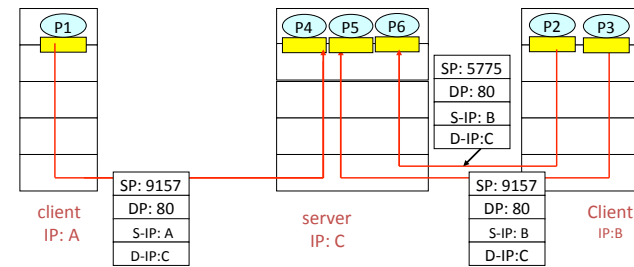 P1
P4
P5
P6
P2
P3
SP: 5775
DP: 80
S-IP: B
D-IP:C
SP: 9157
DP: 80
S-IP: A
D-IP:C
SP: 9157
DP: 80
S-IP: B
D-IP:C
client
IP: A
server
IP: C
Client
IP:B